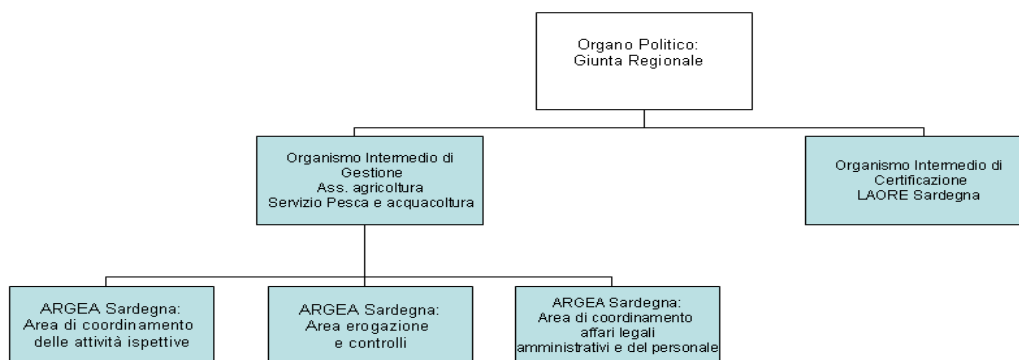 Organo Politico:
Giunta Regionale
Organismo Intermedio di
Gestione
Ass. agricoltura
Servizio Pesca e acquacoltura
Organismo Intermedio di
Certificazione
LAORE Sardegna
ARGEA Sardegna:
Area di coordinamento
delle attività ispettive
ARGEA Sardegna:
Area erogazione
e controlli
ARGEA Sardegna:
Area di coordinamento
affari legali
amministrativi e del personale